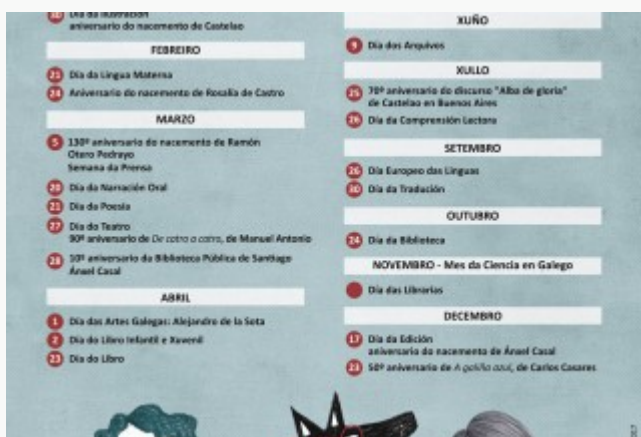 30 Día da Ilustración
aniversario do nacemento de Castelao
FEBREIRO
21 Día da Lingua Materna
24 Aniversario do nacemento de Rosalía de Castro
MARZO
5 130º aniversario do nacemento de Ramón
Otero Pedrayo
Semana da Prensa
20 Día da Narración Oral
21 Día da Poesía
27 Día do Teatro
90º aniversario de De catro a catro, de Manuel Antonio
28 10º aniversario da Biblioteca Pública de Santiago
Ánxel Casal
ABRIL
1 Día das Artes Galegas: Alejandro de la Sota
2 Día do Libro Infantil e Xuvenil
23 Día do Libro
XUÑO
9 Día dos Arquivos
XULLO
25 70º aniversario do discurso "Alba de gloria"
de Castelao en Buenos Aires
26 Día da Comprensión Lectora
SETEMBRO
26 Día Europeo das Linguas
30 Día da Tradución
OUTUBRO
24 Día da Biblioteca
NOVEMBRO - Mes da Ciencia en Galego
Día das Librarías
DECEMBRO
17 Día da Edición
aniversario do nacemento de Ánxel Casal
23 50º aniversario de A galiña azul, de Carlos Casares